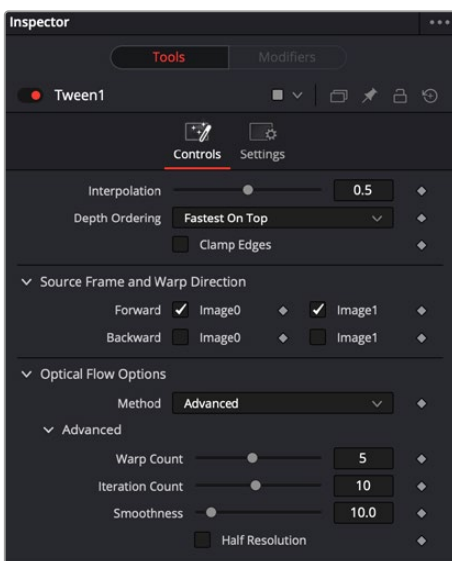 Inspector
Tools Modifiers
Tween1
Controls Settings
Interpolation 0.5
Depth Ordering Fastest On Top
Clamp Edges
Source Frame and Warp Direction
Forward Image0 Image1
Backward Image0 Image1
Optical Flow Options
Method Advanced
Advanced
Warp Count 5
Iteration Count 10
Smoothness 10.0
Half Resolution